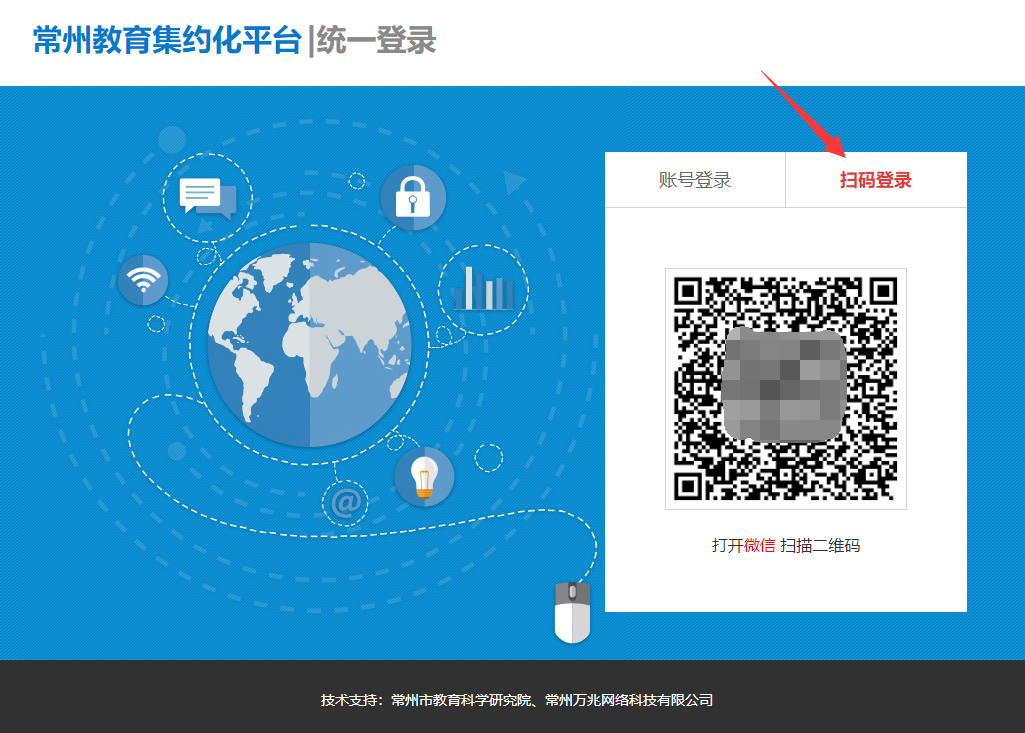 常州教育集约化平台|统一登录
账号登录
扫码登录
@
打开微信 扫描二维码
技术支持：常州市教育科学研究院、常州万兆网络科技有限公司